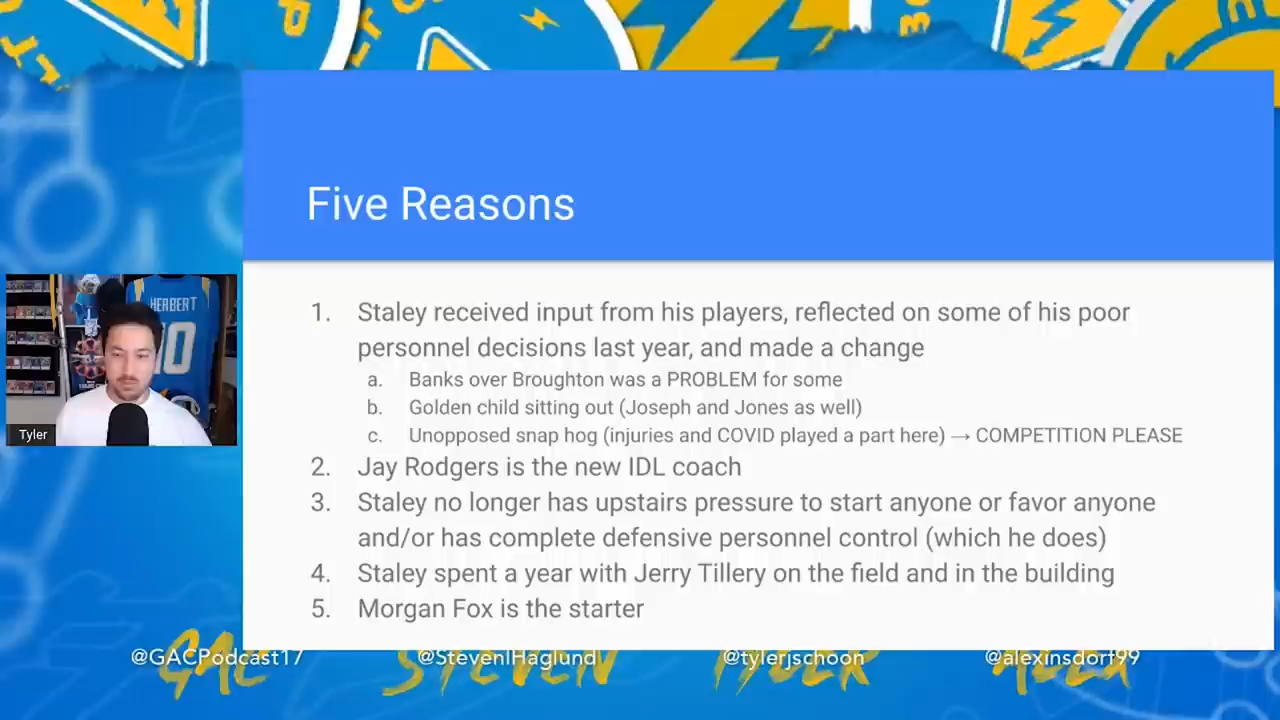 Five Reasons
1. Staley received input from his players, reflected on some of his poor
personnel decisions last year, and made a change
a. Banks over Broughton was a PROBLEM for some
b. Golden child sitting out (Joseph and Jones as well)
c. Unopposed snap hog (injuries and COVID played a part here) → COMPETITION PLEASE
2. Jay Rodgers is the new IDL coach
3. Staley no longer has upstairs pressure to start anyone or favor anyone
and/or has complete defensive personnel control (which he does)
4. Staley spent a year with Jerry Tillery on the field and in the building
5. Morgan Fox is the starter
HERBERT
10
Tyler
@GACPodcast17 @StevenIHaglund @tylerjschoon @alexinsdorf99
GAC STEVEN TYLER ALEX